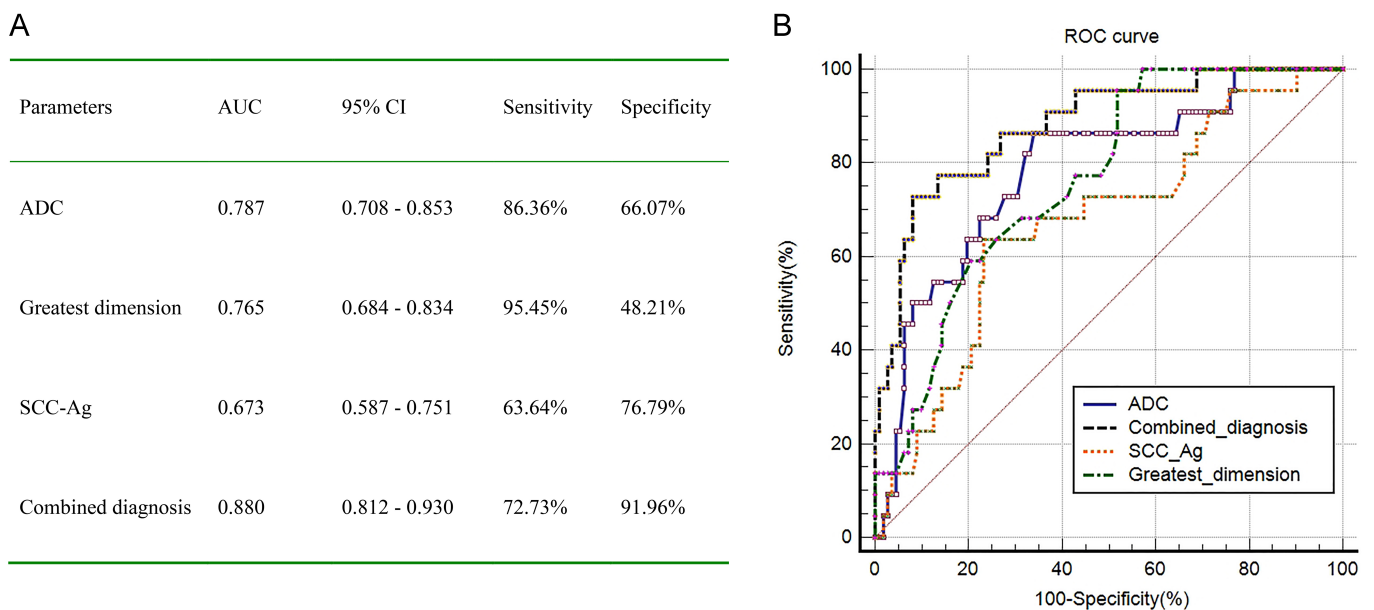 A
Parameters AUC 95% CI Sensitivity Specificity
ADC 0.787 0.708 - 0.853 86.36% 66.07%
Greatest dimension 0.765 0.684 - 0.834 95.45% 48.21%
SCC-Ag 0.673 0.587 - 0.751 63.64% 76.79%
Combined diagnosis 0.880 0.812 - 0.930 72.73% 91.96%
B
ROC curve
Sensitivity(%)
100
80
60
40
20
0
ADC
Combined_diagnosis
SCC_Ag
Greatest_dimension
0 20 40 60 80 100
100-Specificity(%)